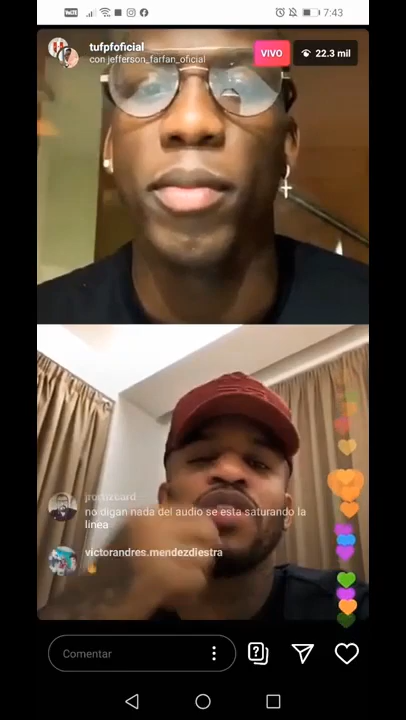 7:43
tufpfoficial
con jefferson_farfan_oficial
VIVO
22.3 mil
no digan nada del audio se esta saturando la
linea
victorandres.mendezdiestra
Comentar